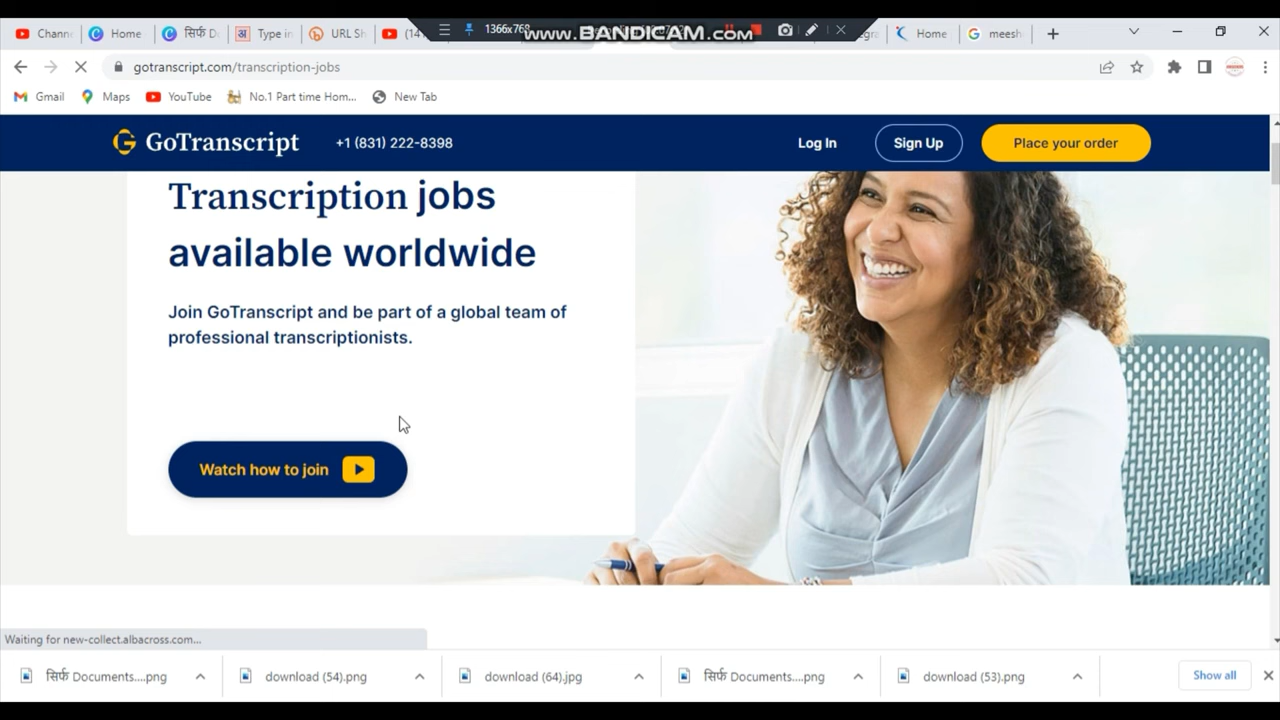 Chann
Home
सिर्फ D
Type in
URL Sh
(14
1366x768
www.BANDICAM.com
Home
meesh
gotranscript.com/transcription-jobs
Gmail
Maps
YouTube
No.1 Part time Hom...
New Tab
GoTranscript
+1 (831) 222-8398
Log In
Sign Up
Place your order
Transcription jobs
available worldwide
Join GoTranscript and be part of a global team of
professional transcriptionists.
Watch how to join
Waiting for new-collect.albacross.com...
सिर्फ Documents....png
download (54).png
download (64).jpg
सिर्फ Documents....png
download (53).png
Show all